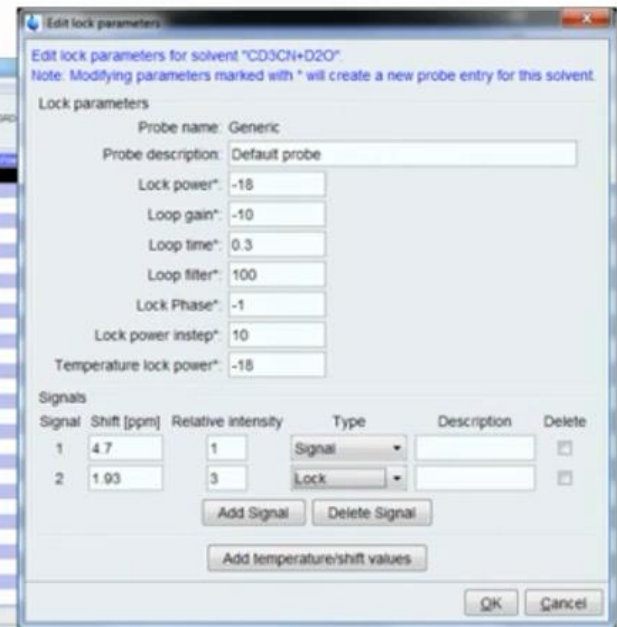 Edit lock parameters
Edit lock parameters for solvent "CD3CN+D2O".
Note: Modifying parameters marked with * will create a new probe entry for this solvent.
Lock parameters
Probe name: Generic
Probe description: Default probe
Lock power*: -18
Loop gain*: -10
Loop time*: 0.3
Loop filter*: 100
Lock Phase*: -1
Lock power instep*: 10
Temperature lock power*: -18
Signals
Signal Shift [ppm] Relative intensity Type Description Delete
1 4.7 1 Signal
2 1.93 3 Lock
Add Signal Delete Signal
Add temperature/shift values
OK Cancel